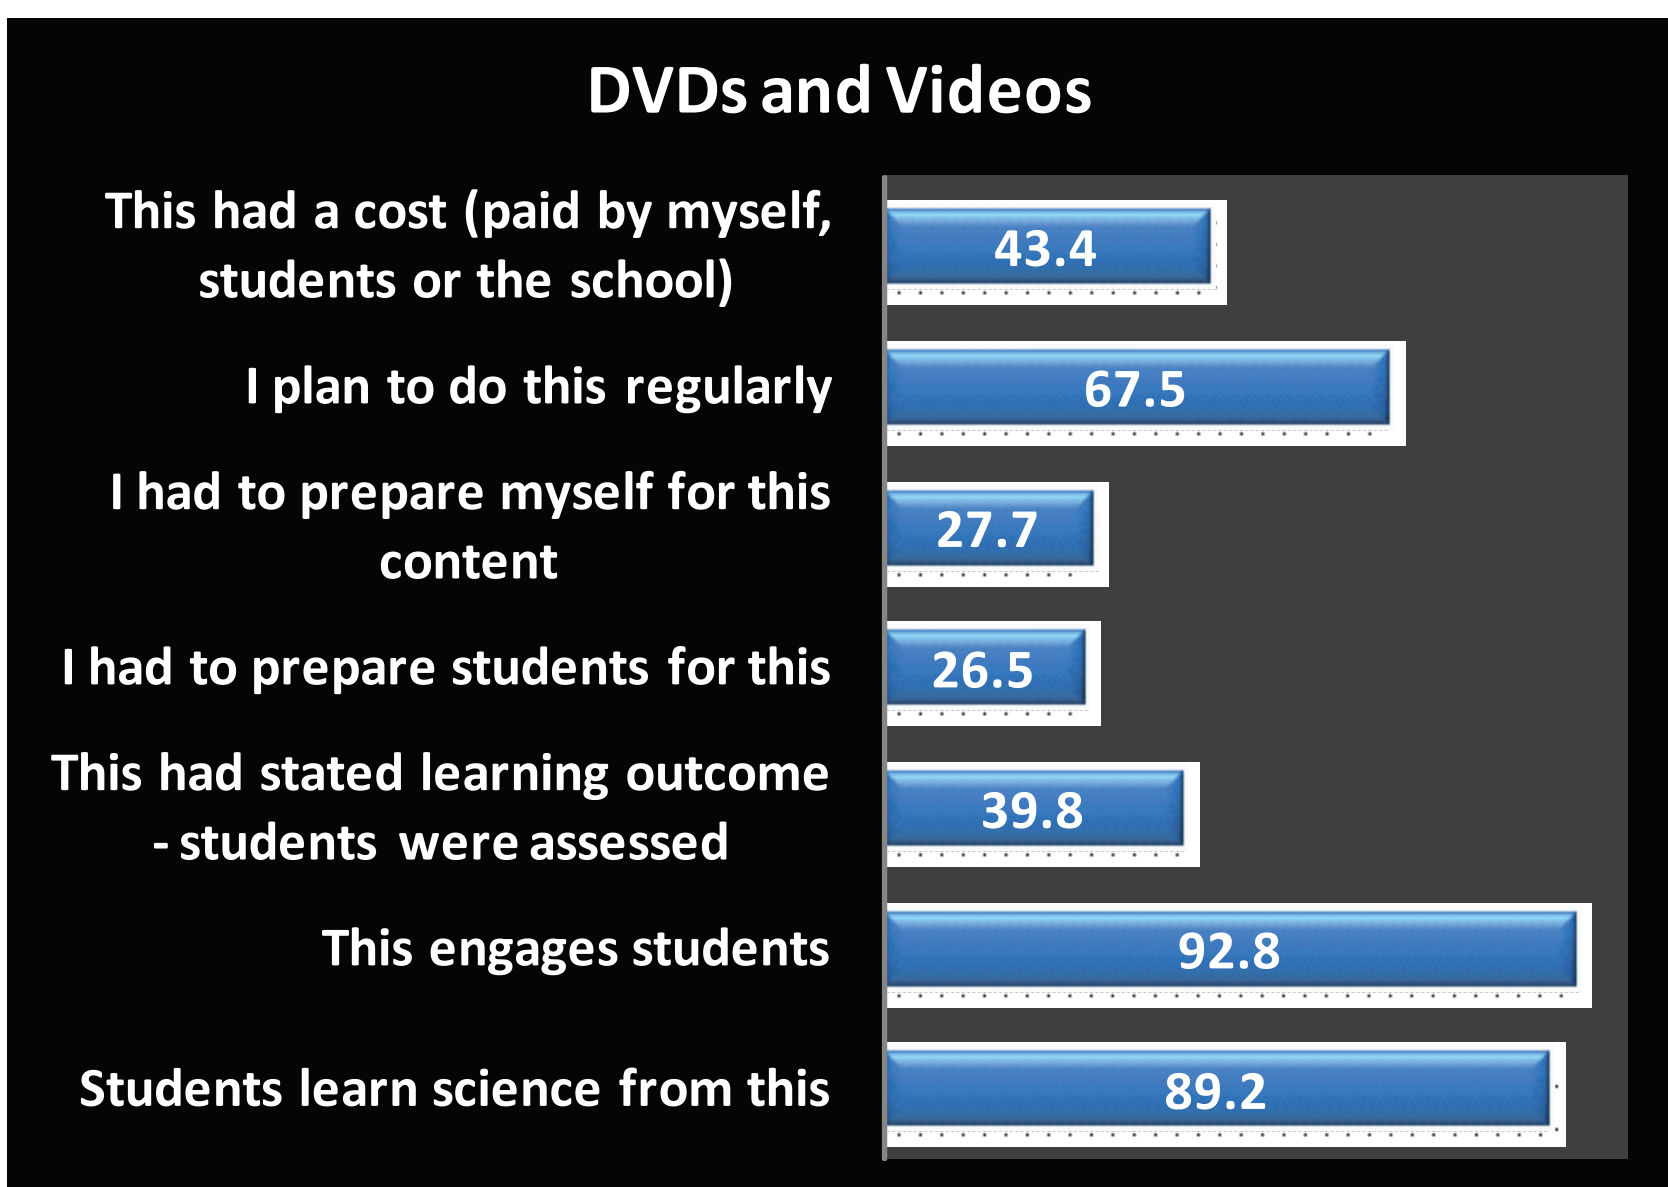 DVDs and Videos
This had a cost (paid by myself,
students or the school)
43.4
I plan to do this regularly
67.5
I had to prepare myself for this
content
27.7
I had to prepare students for this
26.5
This had stated learning outcome
- students were assessed
39.8
This engages students
92.8
Students learn science from this
89.2